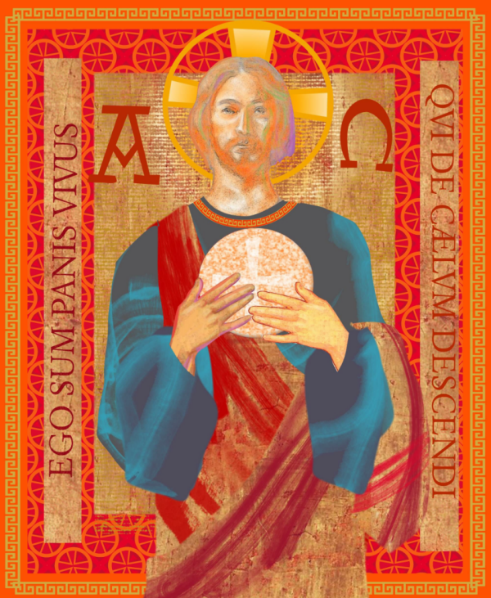 Α Ω
EGO SUM PANIS VIVUS
QVI DE CÆLVM DESCENDI